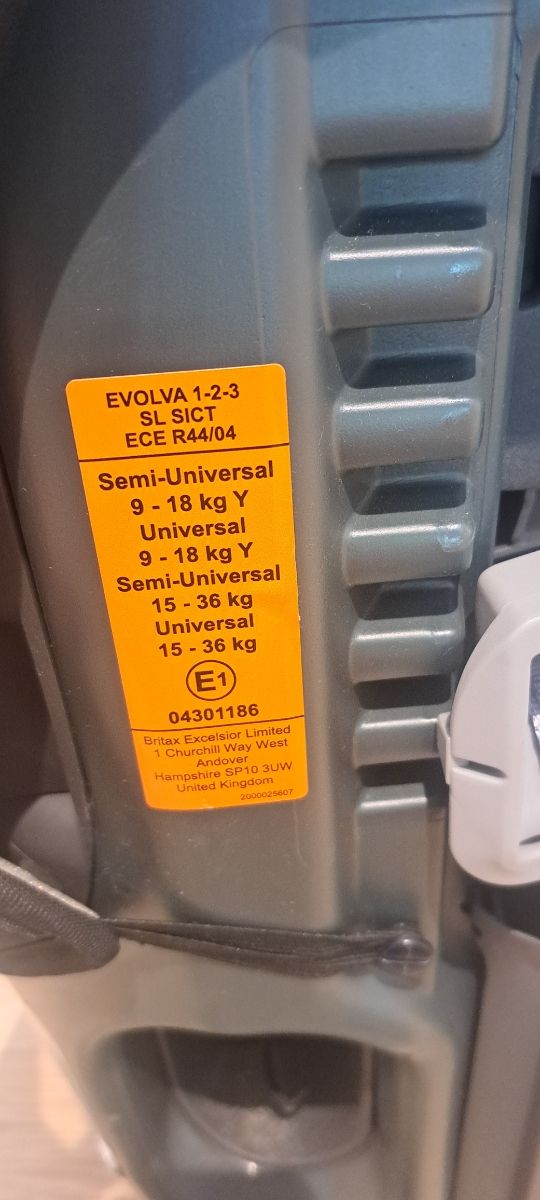 EVOLVA 1-2-3
SL SICT
ECE R44/04
Semi-Universal
9 - 18 kg Y
Universal
9 - 18 kg Y
Semi-Universal
15 - 36 kg
Universal
15 - 36 kg
E1
04301186
Britax Excelsior Limited
1 Churchill Way West
Andover
Hampshire SP10 3UW
United Kingdom
2000025607